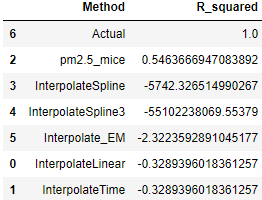 Method R_squared
6 Actual 1.0
2 pm2.5_mice 0.5463666947083892
3 InterpolateSpline -5742.326514990267
4 InterpolateSpline3 -55102238069.55379
5 Interpolate_EM -2.3223592891045177
0 InterpolateLinear -0.3289396018361257
1 InterpolateTime -0.3289396018361257